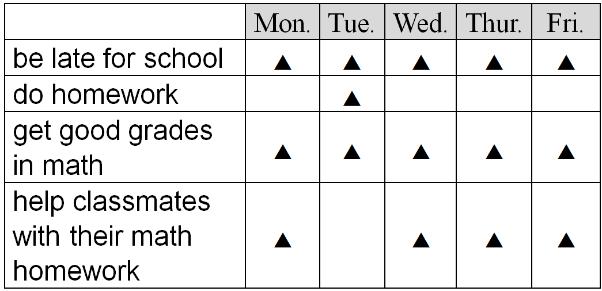 Mon. Tue. Wed. Thur. Fri.
be late for school ▲ ▲ ▲ ▲ ▲
do homework ▲
get good grades
in math ▲ ▲ ▲ ▲ ▲
help classmates
with their math ▲ ▲ ▲ ▲
homework